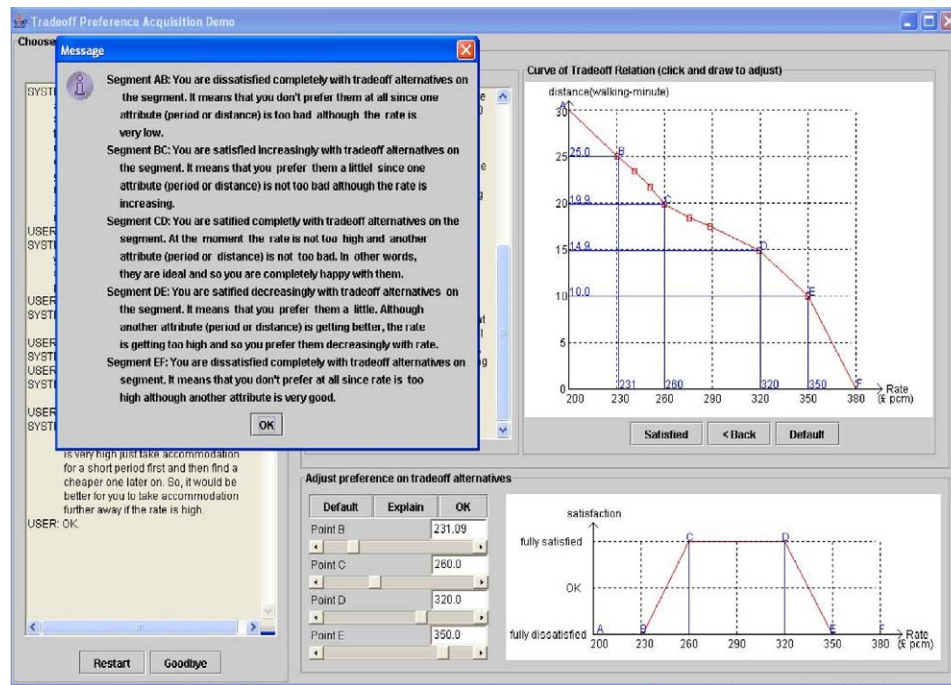 Tradeoff Preference Acquisition Demo
Choose
Message
Segment AB: You are dissatisfied completely with tradeoff alternatives on
the segment. It means that you don't prefer them at all since one
attribute (period or distance) is too bad although the rate is
very low.
Segment BC: You are satisfied increasingly with tradeoff alternatives on
the segment. It means that you prefer them a littlel since one
attribute (period or distance) is not too bad although the rate is
increasing.
Segment CD: You are satified completly with tradeoff alternatives on the
segment. At the moment the rate is not too high and another
attribute (period or distance) is not too bad. In other words,
they are ideal and so you are completely happy with them.
Segment DE: You are satified decreasingly with tradeoff alternatives on
the segment. It means that you prefer them a little. Although
another attribute (period or distance) is getting better, the rate
is getting too high and so you prefer them decreasingly with rate.
Segment EF: You are dissatisfied completely with tradeoff alternatives on
segment. It means that you don't prefer at all since rate is too
high although another attribute is very good.
OK
SYST
USER
SYST
USER
SYST
USER
SYST
USER
SYST
USER
SYST
is very high just take accommodation
for a short period first and then find a
cheaper one later on. So, it would be
better for you to take accommodation
further away if the rate is high.
USER: OK.
Restart
Goodbye
Curve of Tradeoff Relation (click and draw to adjust)
distance(walking-minute)
A
30
25
25.0
B
20
19.9
C
15
14.9
D
10
10.0
E
5
0
231
260
320
350
F
200
230
260
290
320
350
380
Rate
(£ pcm)
Satisfied
< Back
Default
Adjust preference on tradeoff alternatives
Default
Explain
OK
Point B
231.09
Point C
260.0
Point D
320.0
Point E
350.0
satisfaction
fully satisfied
C
D
OK
fully dissatisfied
A
B
E
F
200
230
260
290
320
350
380
Rate
(£ pcm)